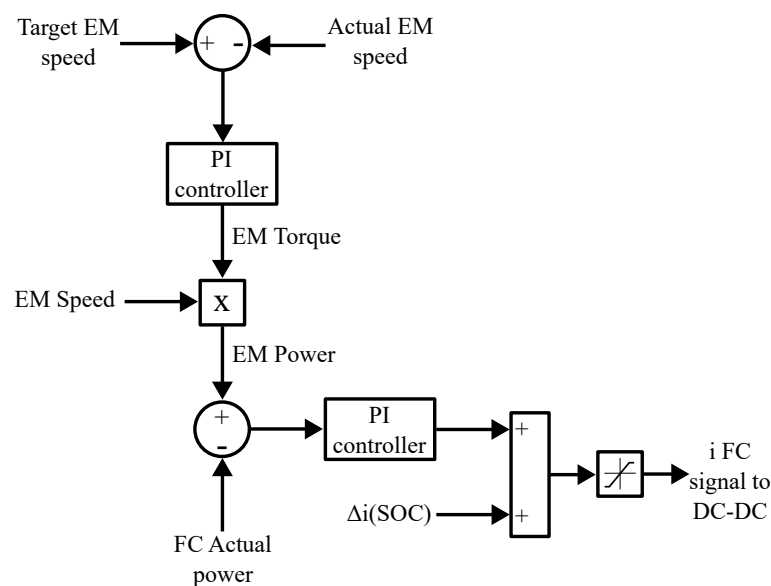 Target EM
speed
+
-
Actual EM
speed
PI
controller
EM Torque
EM Speed
X
EM Power
+
-
PI
controller
+
Δi(SOC)
+
i FC
signal to
DC-DC
FC Actual
power